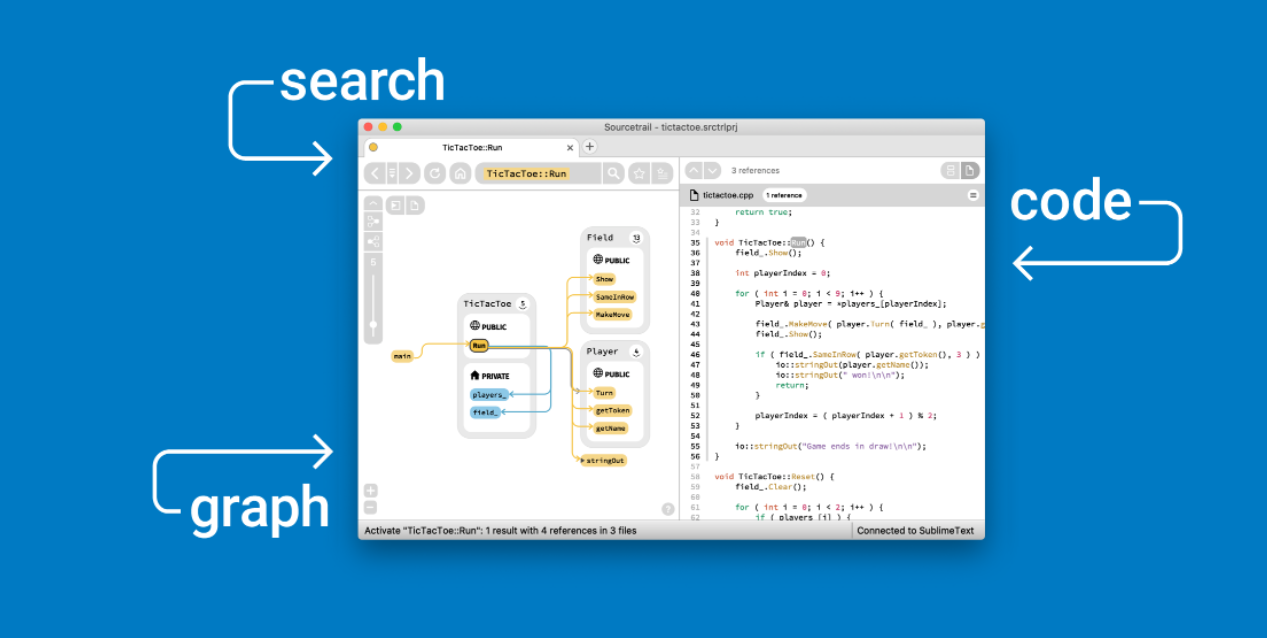 search
code
graph
Sourcetrail - tictactoe.srctrlprj
TicTacToe::Run
TicTacToe::Run
3 references
tictactoe.cpp 1 reference
6
main
TicTacToe 5
PUBLIC
Run
PRIVATE
players_
field_
Field 13
PUBLIC
Show
SameInRow
MakeMove
Player 4
PUBLIC
Turn
getToken
getName
stringOut
?
32 return true;
33 }
34
35 void TicTacToe::Run() {
36 field_.Show();
37
38 int playerIndex = 0;
39
40 for ( int i = 0; i < 9; i++ ) {
41 Player& player = *players_[playerIndex];
42
43 field_.MakeMove( player.Turn( field_ ), player.g
44 field_.Show();
45
46 if ( field_.SameInRow( player.getToken(), 3 ) )
47 io::stringOut(player.getName());
48 io::stringOut(" won!\n\n");
49 return;
50 }
51
52 playerIndex = ( playerIndex + 1 ) % 2;
53 }
54
55 io::stringOut("Game ends in draw!\n\n");
56 }
57
58 void TicTacToe::Reset() {
59 field_.Clear();
60
61 for ( int i = 0; i < 2; i++ ) {
62 if ( players_[i] ) {
Activate "TicTacToe::Run": 1 result with 4 references in 3 files
Connected to SublimeText